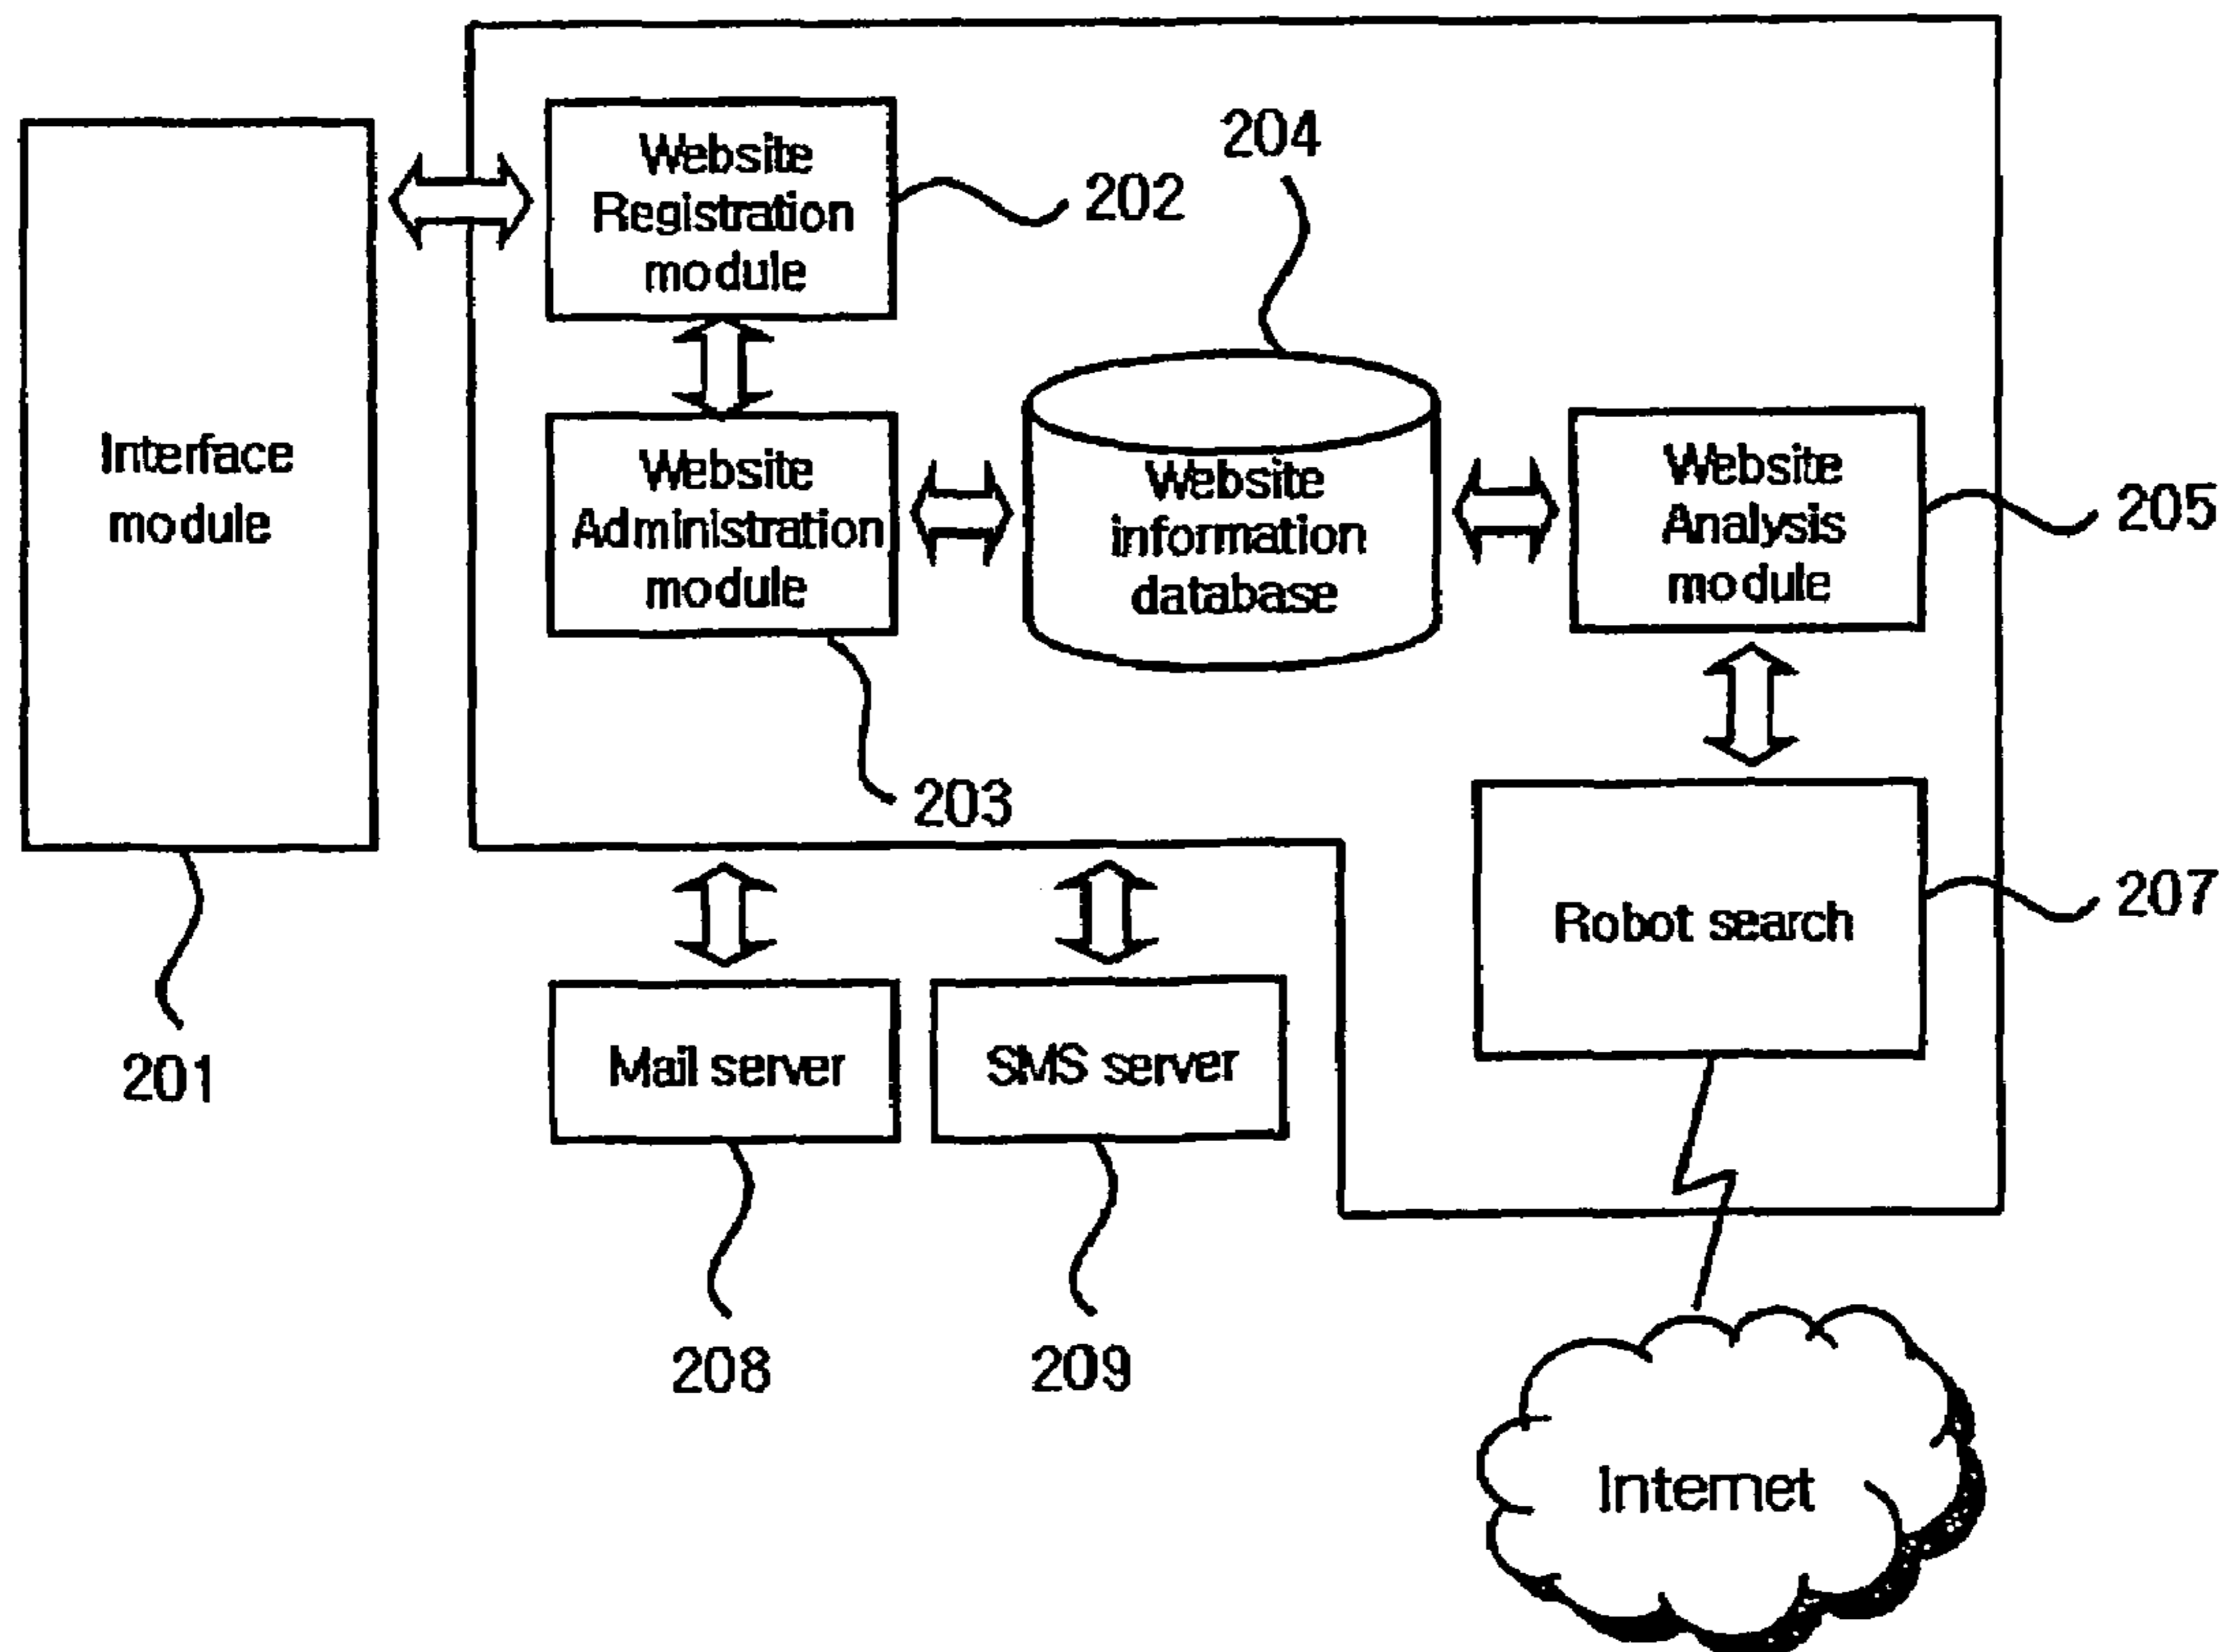 Interface
module
201
Website
Registration
module
202
Website
Administration
module
203
204
Website
information
database
Website
Analysis
module
205
Robot search
207
Mail server
208
SMS server
209
Internet